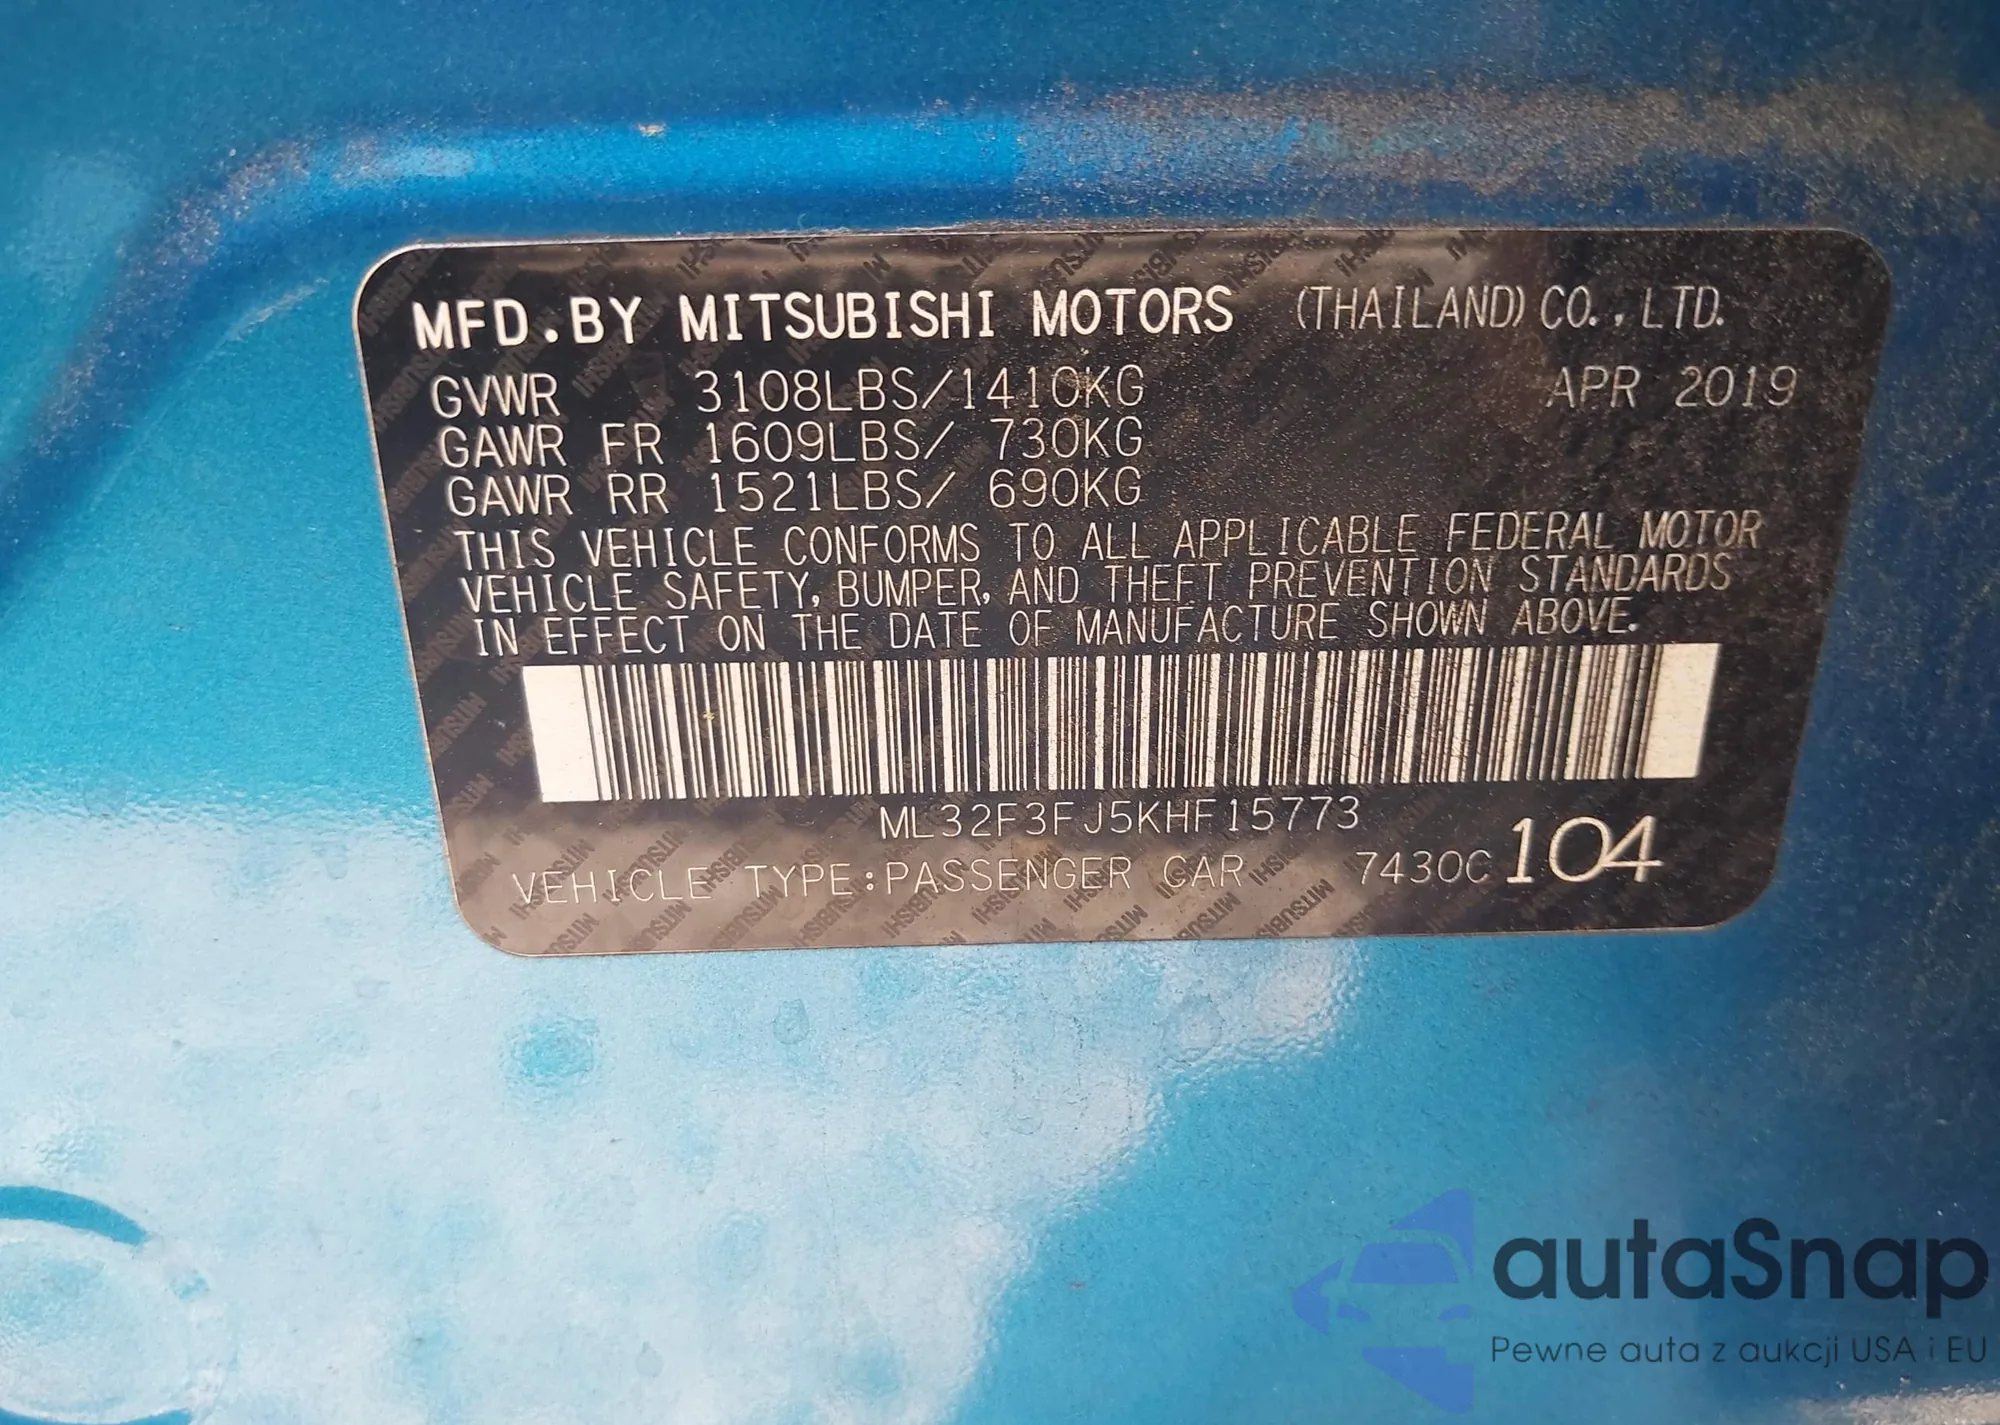 MFD.BY MITSUBISHI MOTORS (THAILAND) CO.,LTD.
GVWR 3108LBS/1410KG APR 2019
GAWR FR 1609LBS/ 730KG
GAWR RR 1521LBS/ 690KG
THIS VEHICLE CONFORMS TO ALL APPLICABLE FEDERAL MOTOR
VEHICLE SAFETY, BUMPER, AND THEFT PREVENTION STANDARDS
IN EFFECT ON THE DATE OF MANUFACTURE SHOWN ABOVE.
ML32F3FJ5KHF15773
VEHICLE TYPE:PASSENGER CAR 7430C 104
autaSnap
Pewne auta z aukcji USA i EU